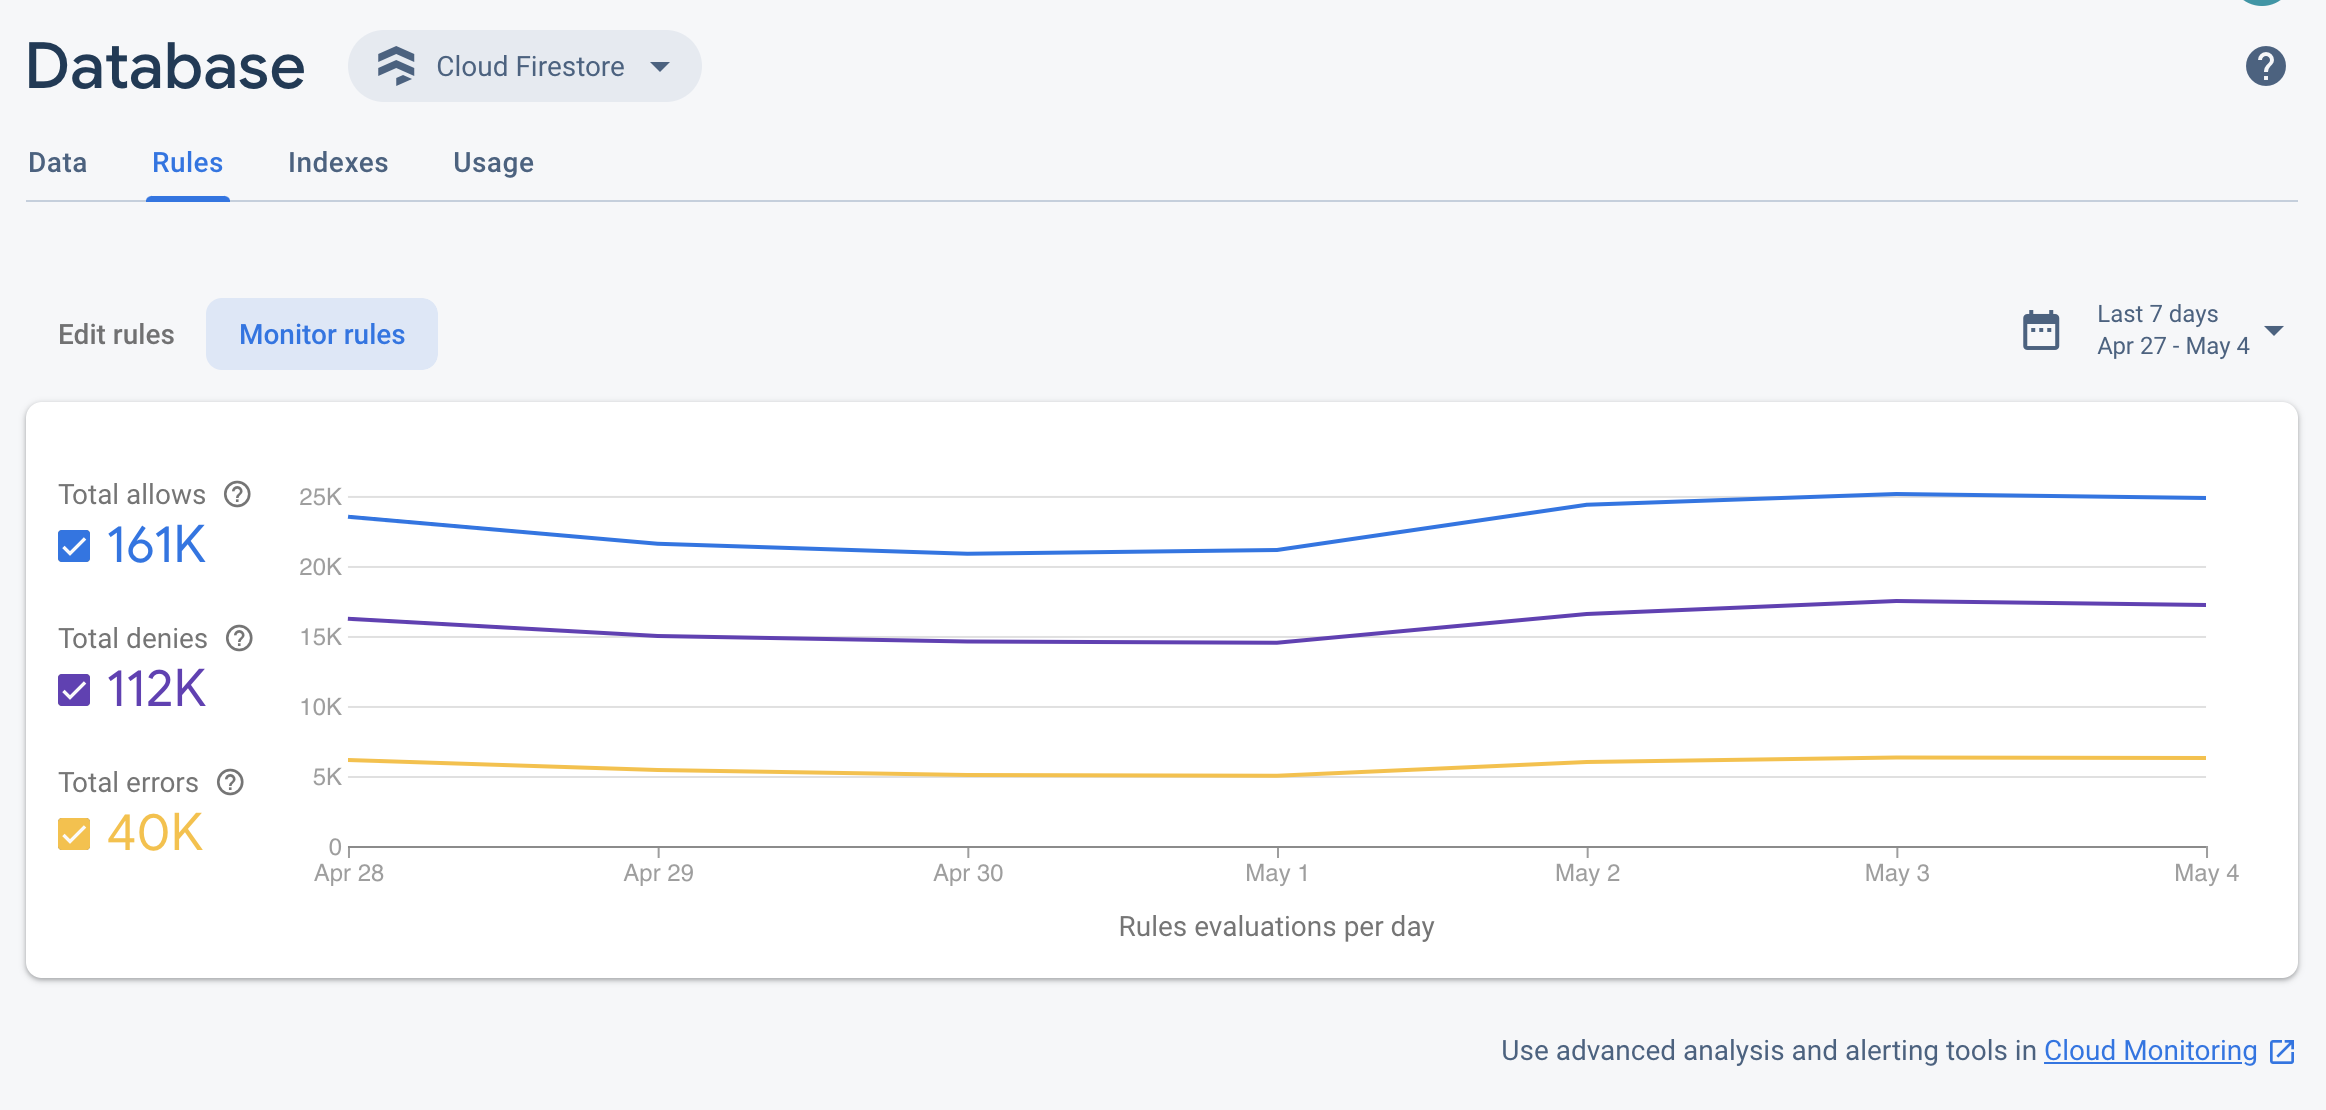 Database
Cloud Firestore
Data Rules Indexes Usage
Edit rules Monitor rules
Last 7 days
Apr 27 - May 4
Total allows
161K
Total denies
112K
Total errors
40K
25K
20K
15K
10K
5K
0
Apr 28 Apr 29 Apr 30 May 1 May 2 May 3 May 4
Rules evaluations per day
Use advanced analysis and alerting tools in Cloud Monitoring